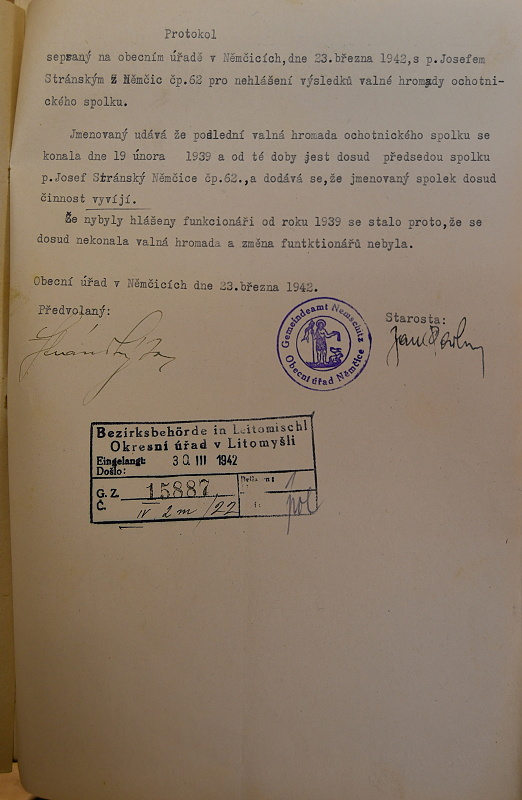 Protokol
sepsaný na obecním úřadě v Němčicích,dne 23.března 1942,s p.Josefem
Stránským z Němčic čp.62 pro nehlášení výsledků valné hromady ochotni-
ckého spolku.
Jmenovaný udává že poslední valná hromada ochotnického spolku se
konala dne 19 února 1939 a od té doby jest dosud předsedou spolku
p.Josef Stránský Němčice čp.62.,a dodává se,že jmenovaný spolek dosud
činnost vyvíjí.
Že nybyly hlášeny funkcionáři od roku 1939 se stalo proto,že se
dosud nekonala valná hromada a změna funtktionářů nebyla.
Obecní úřad v Němčicích dne 23.března 1942.
Předvolaný:
Starosta:
Gemeindeamt Nemschitz
Obecní úřad Němčice
Bezirksbehörde in Leitomischl
Okresní úřad v Litomyšli
Eingelangt:
Došlo:
30 III 1942
G. Z.
Č.
15887
IV 2m/22